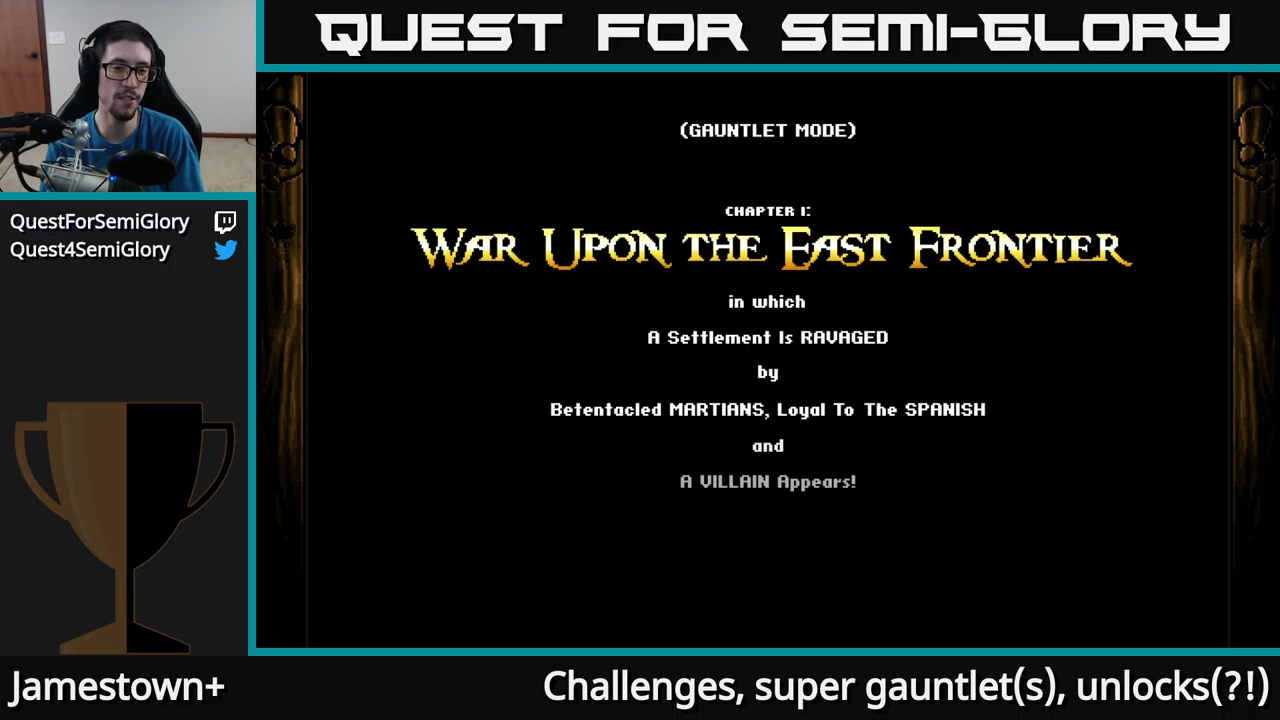 QUEST FOR SEMI-GLORY
QuestForSemiGlory
Quest4SemiGlory
(GAUNTLET MODE)
CHAPTER I:
WAR UPON THE EAST FRONTIER
in which
A Settlement Is RAVAGED
by
Betentacled MARTIANS, Loyal To The SPANISH
and
A VILLAIN Appears!
Jamestown+
Challenges, super gauntlet(s), unlocks(?!)